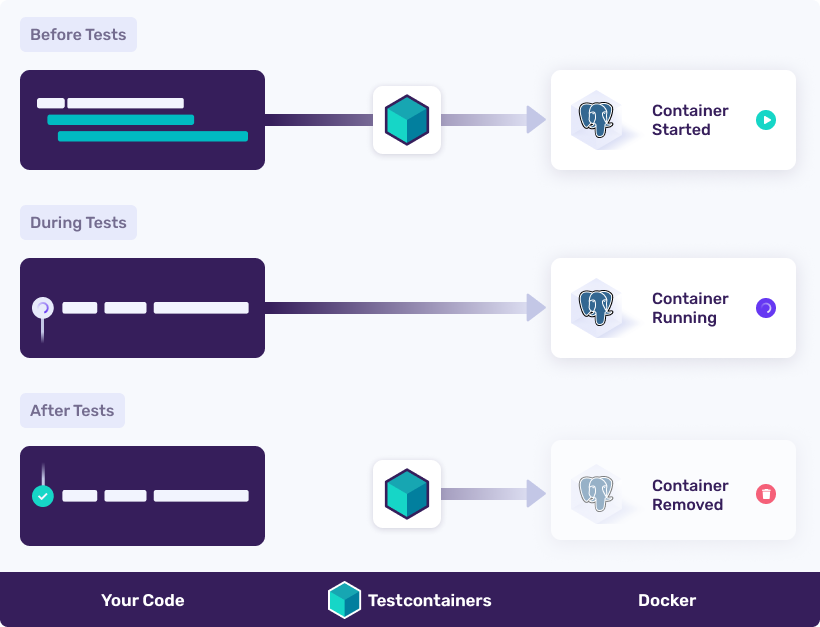 Before Tests
Container
Started
During Tests
Container
Running
After Tests
Container
Removed
Your Code
Testcontainers
Docker